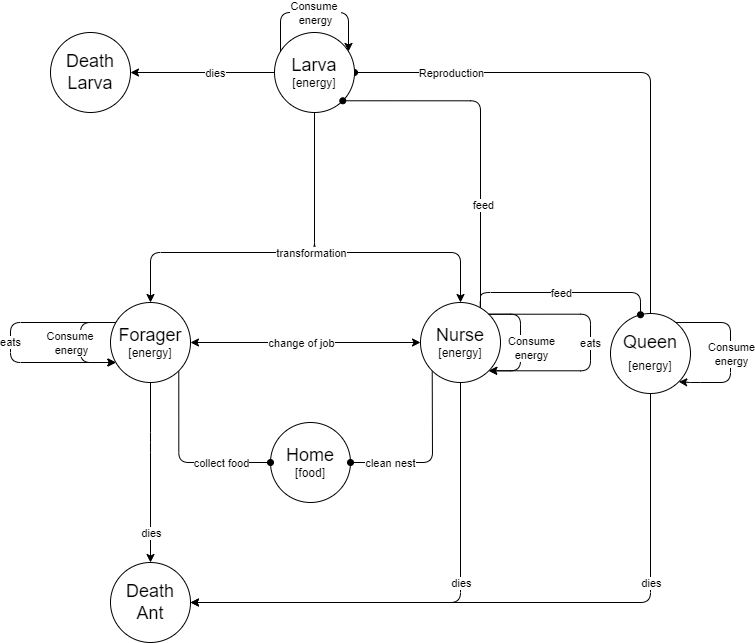 Consume
energy
Death
Larva
dies
Larva
[energy]
Reproduction
feed
transformation
feed
eats
Consume
energy
Forager
[energy]
change of job
Nurse
[energy]
Consume
energy
eats
Queen
[energy]
Consume
energy
collect food
Home
[food]
clean nest
dies
Death
Ant
dies
dies